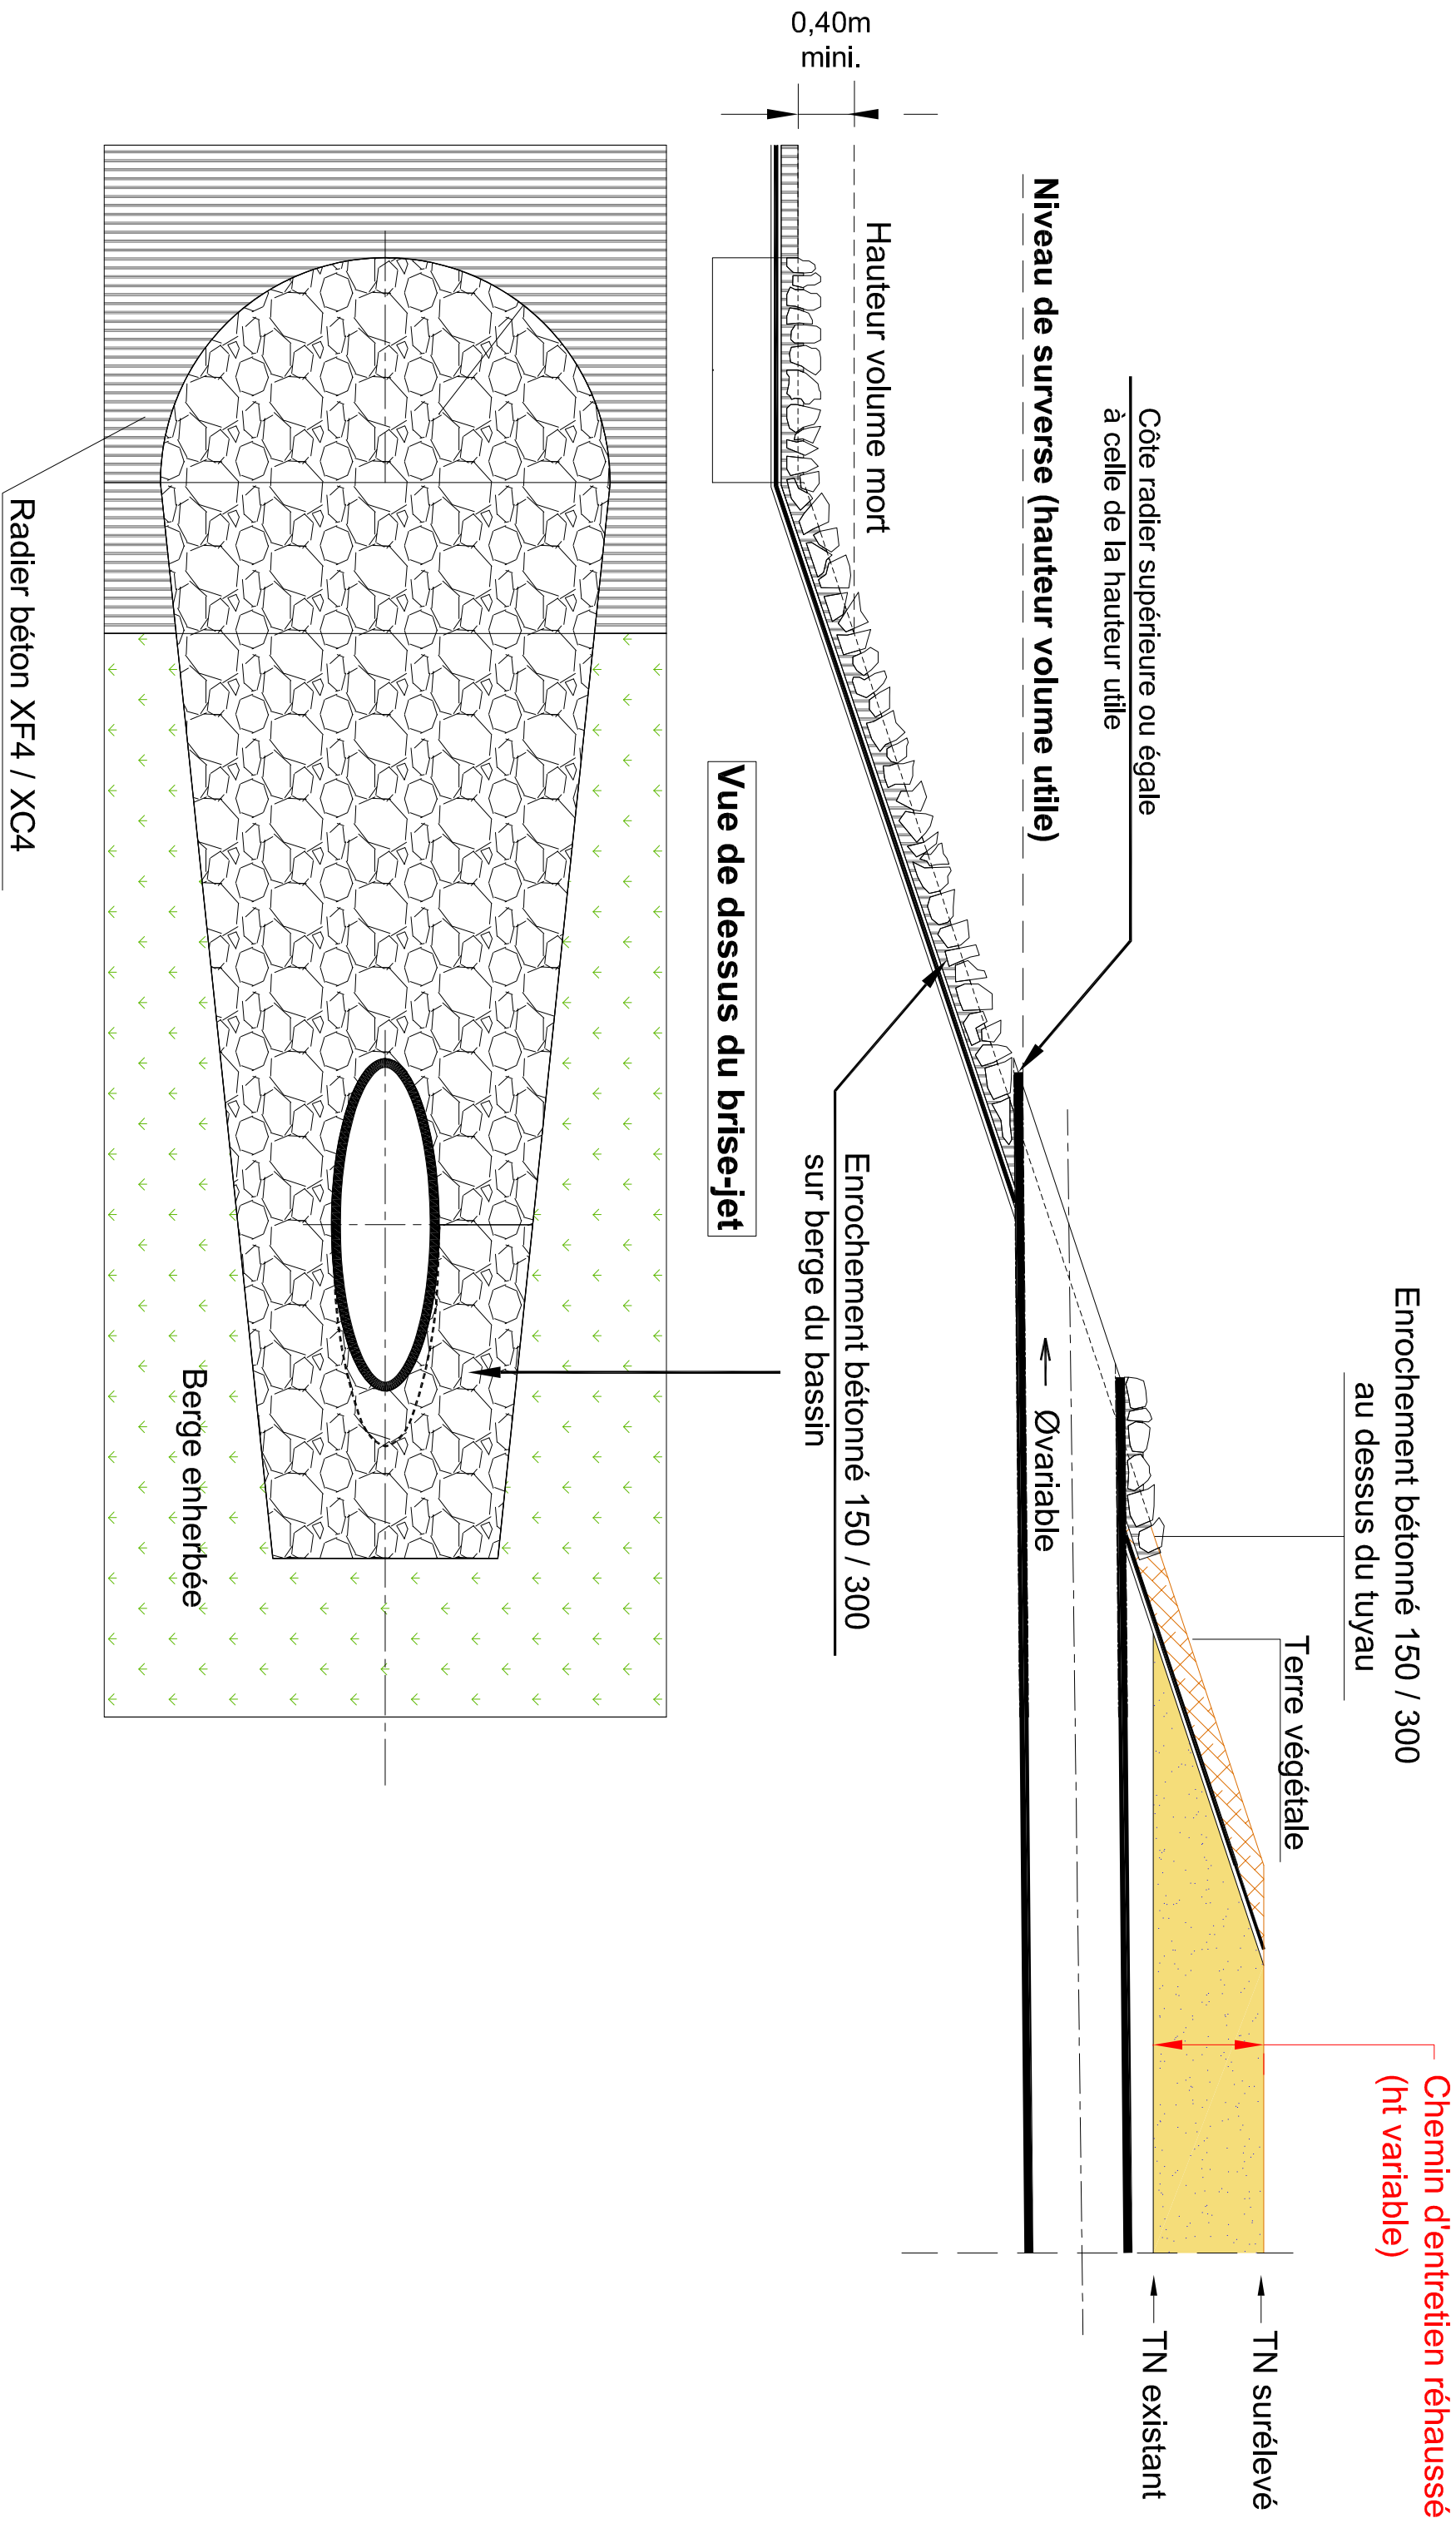 0,40m
mini.
Chemin d'entretien réhaussé
(ht variable)
TN surélevé
TN existant
Enrochement bétonné 150 / 300
au dessus du tuyau
Terre végétale
Côte radier supérieure ou égale
à celle de la hauteur utile
Niveau de surverse (hauteur volume utile)
Øvariable
Hauteur volume mort
Enrochement bétonné 150 / 300
sur berge du bassin
Vue de dessus du brise-jet
Berge enherbée
Radier béton XF4 / XC4